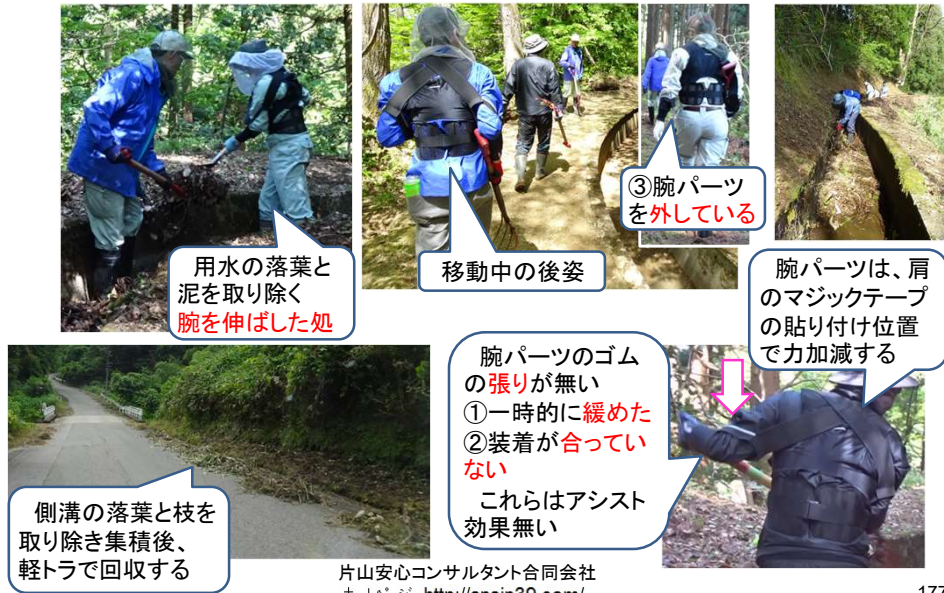 用水の落葉と
泥を取り除く
腕を伸ばした処
移動中の後姿
③腕パーツ
を外している
腕パーツは、肩
のマジックテープ
の貼り付け位置
で力加減する
腕パーツのゴム
の張りが無い
①一時的に緩めた
②装着が合ってい
ない
これらはアシスト
効果無い
側溝の落葉と枝を
取り除き集積後、
軽トラで回収する
片山安心コンサルタント合同会社
177